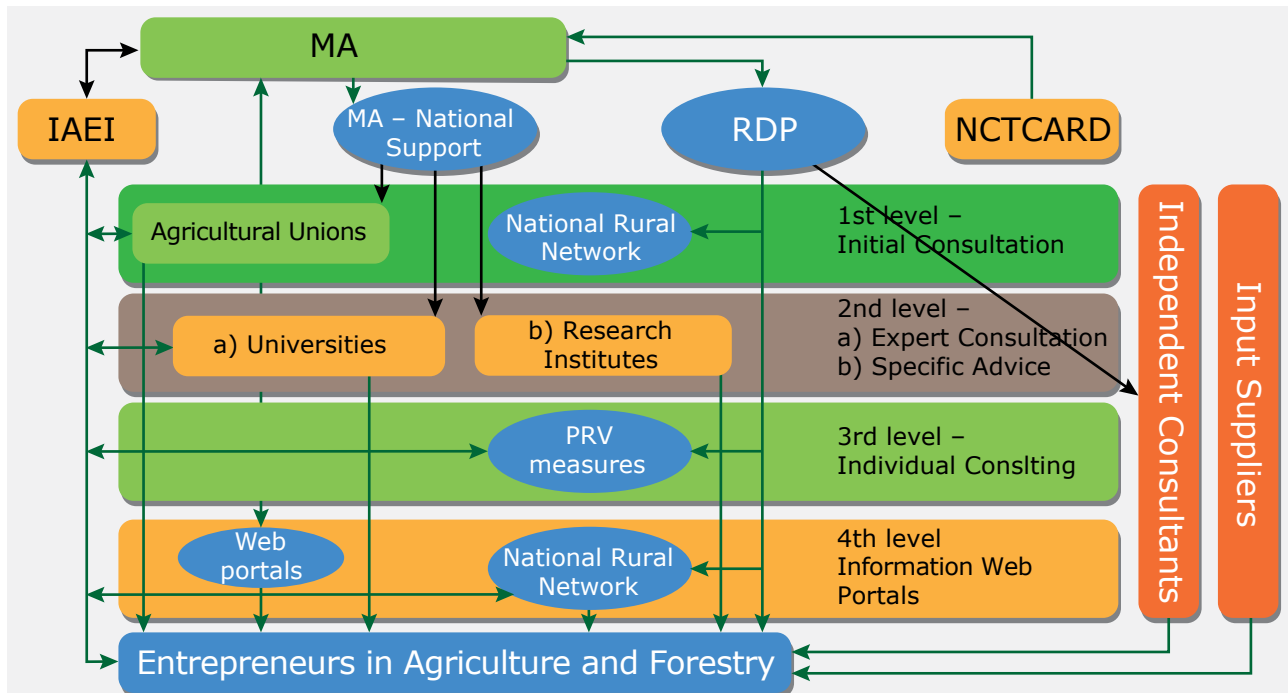 MA
IAEI
MA – National
Support
RDP
NCTCARD
Agricultural Unions
National Rural
Network
1st level –
Initial Consultation
a) Universities
b) Research
Institutes
2nd level –
a) Expert Consultation
b) Specific Advice
PRV
measures
3rd level –
Individual Conslting
Web
portals
National Rural
Network
4th level
Information Web
Portals
Independent Consultants
Input Suppliers
Entrepreneurs in Agriculture and Forestry